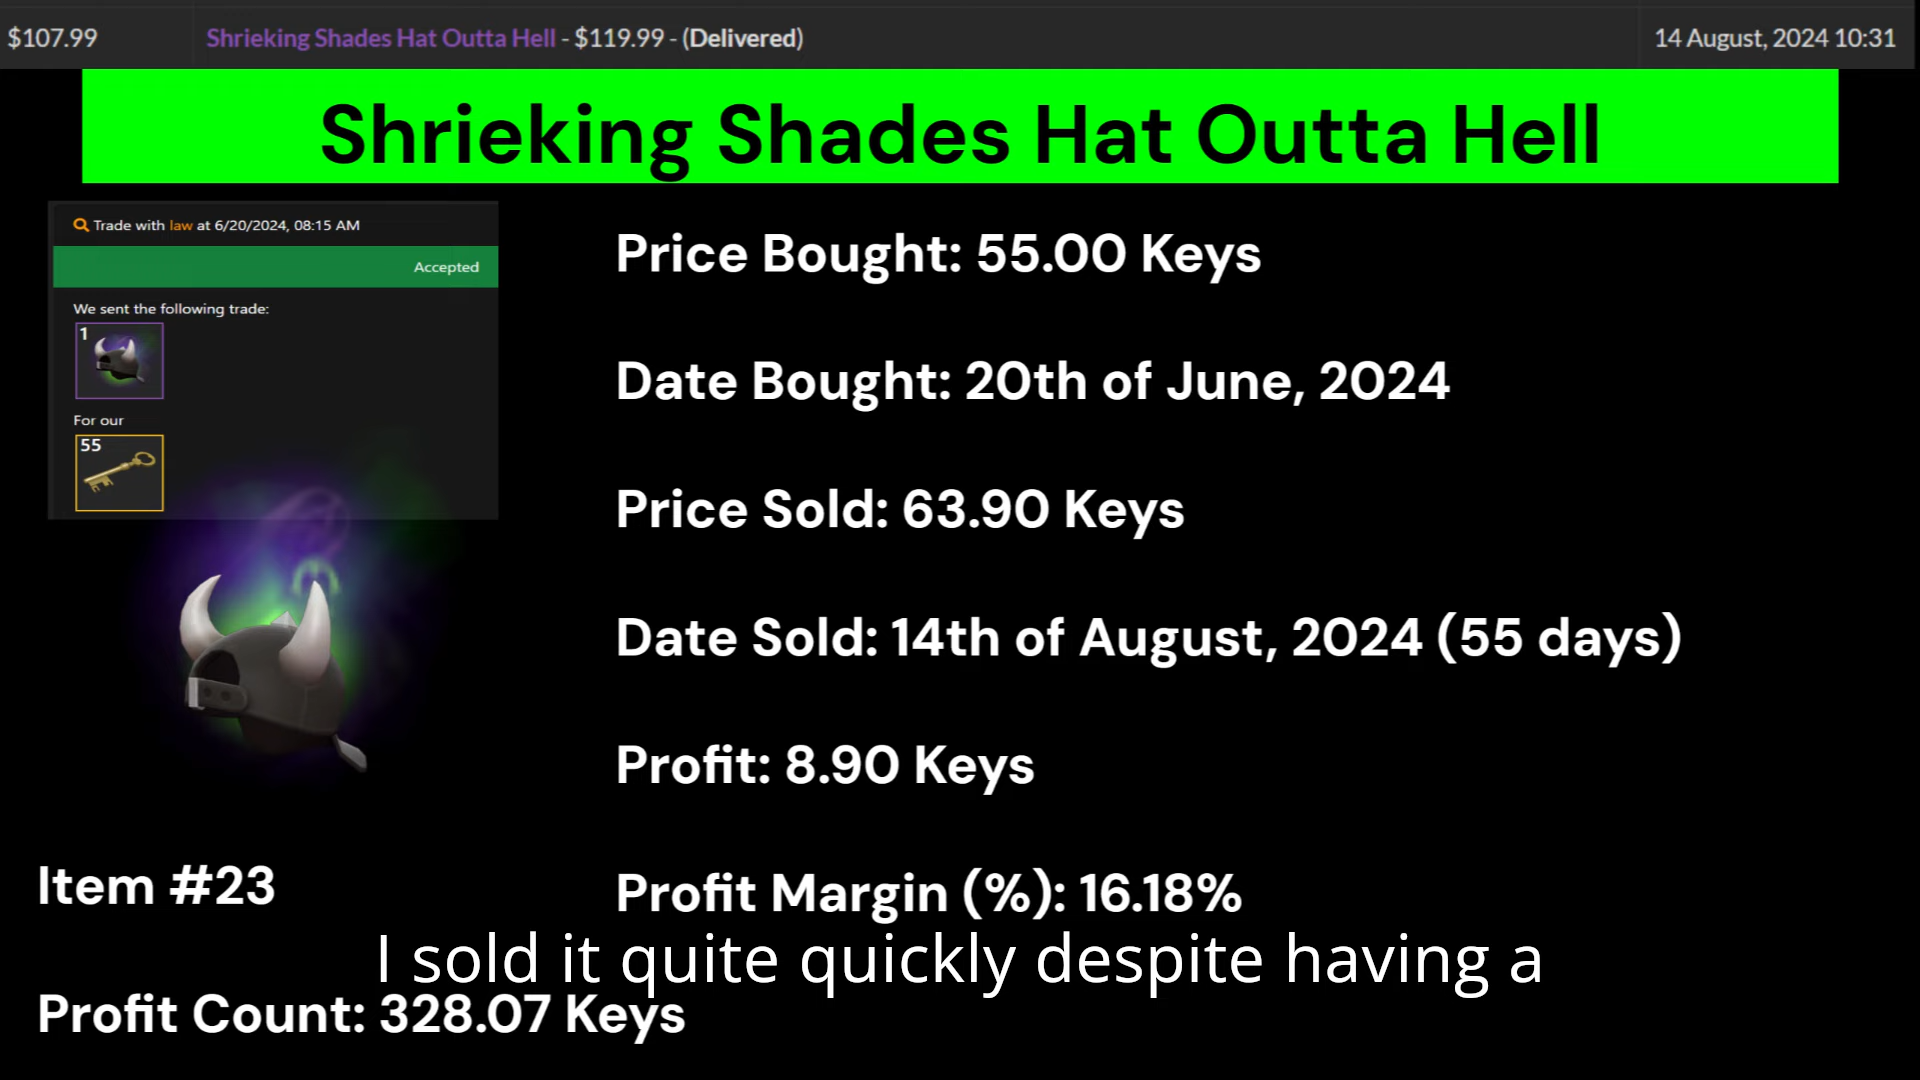 $107.99 Shrieking Shades Hat Outta Hell - $119.99 - (Delivered) 14 August, 2024 10:31
Shrieking Shades Hat Outta Hell
Trade with law at 6/20/2024, 08:15 AM
Accepted
We sent the following trade:
1
For our
55
Price Bought: 55.00 Keys
Date Bought: 20th of June, 2024
Price Sold: 63.90 Keys
Date Sold: 14th of August, 2024 (55 days)
Profit: 8.90 Keys
Profit Margin (%): 16.18%
Item #23
I sold it quite quickly despite having a
Profit Count: 328.07 Keys